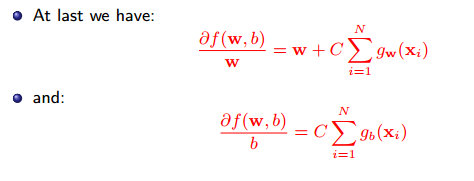 • At last we have:
∂f(w, b) / w = w + C ∑_{i=1}^{N} g_w(x_i)
• and:
∂f(w, b) / b = C ∑_{i=1}^{N} g_b(x_i)